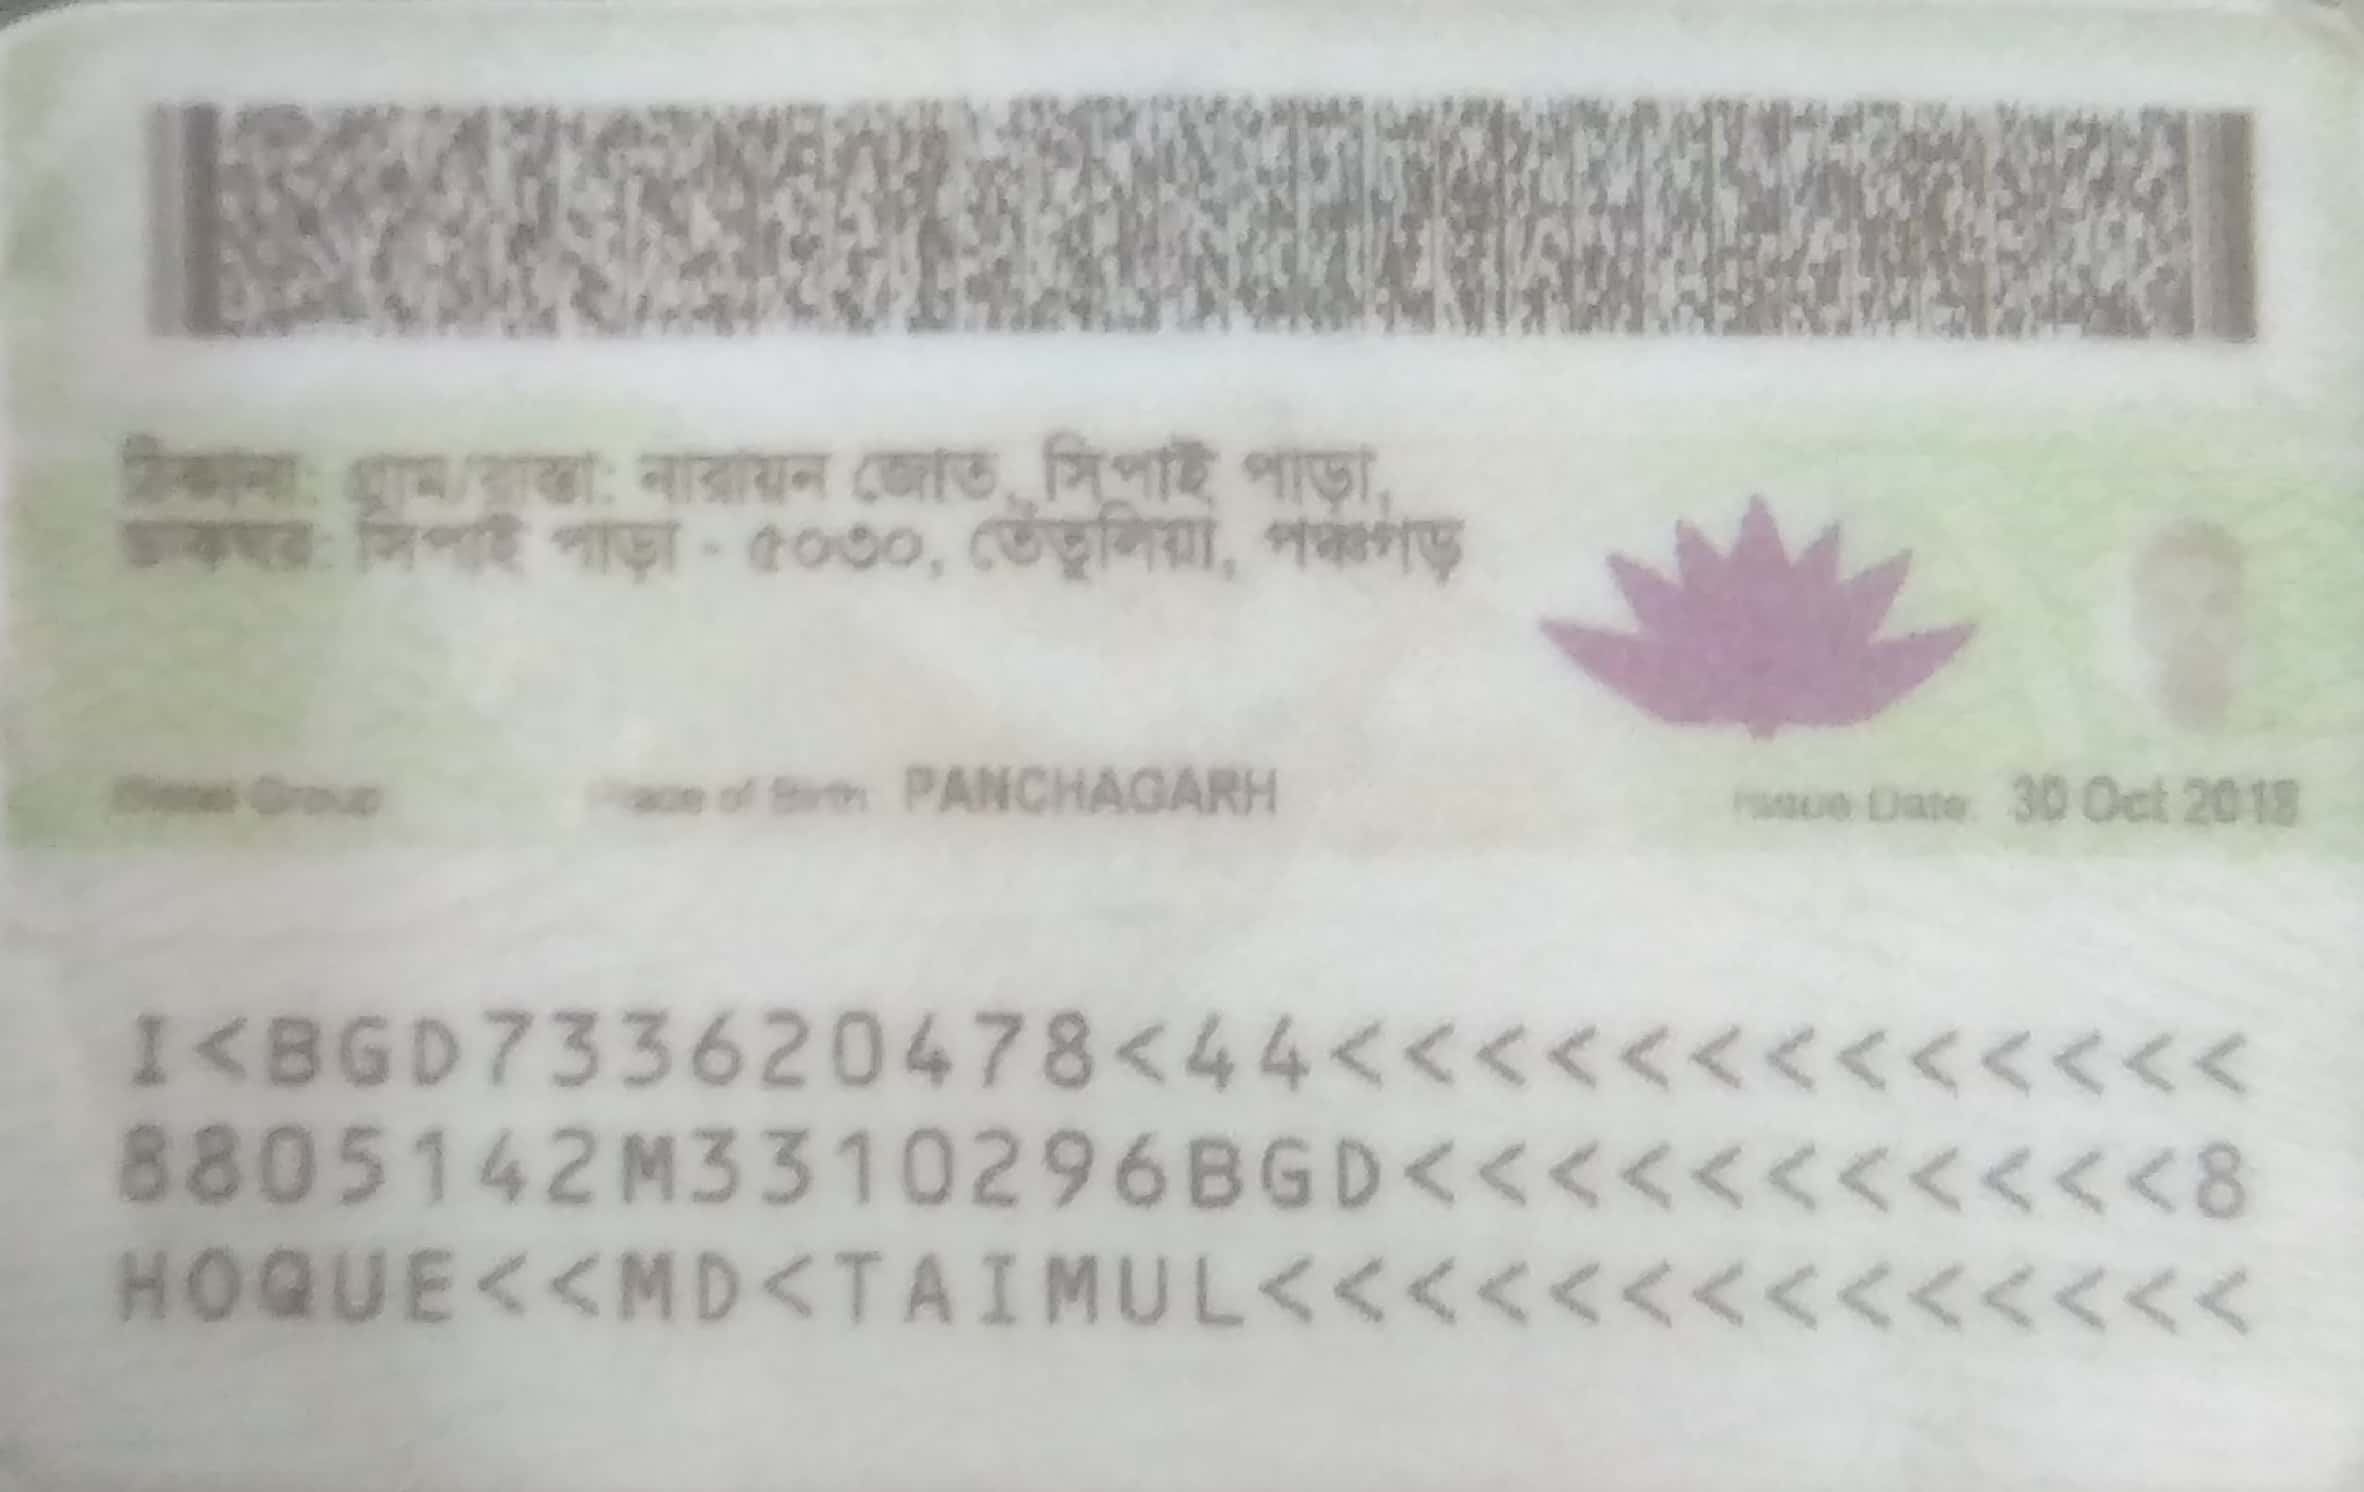 ঠিকানা: গ্রাম/রাস্তা: নারায়ন জোত, সিপাই পাড়া,
ডাকঘর: সিপাই পাড়া - ৫০৩০, তেঁতুলিয়া, পঞ্চগড়
Blood Group: Place of Birth: PANCHAGARH Issue Date: 30 Oct 2018
I<BGD733620478<44<<<<<<<<<<<<<
8805142M3310296BGD<<<<<<<<<<<8
HOQUE<<MD<TAIMUL<<<<<<<<<<<<<<